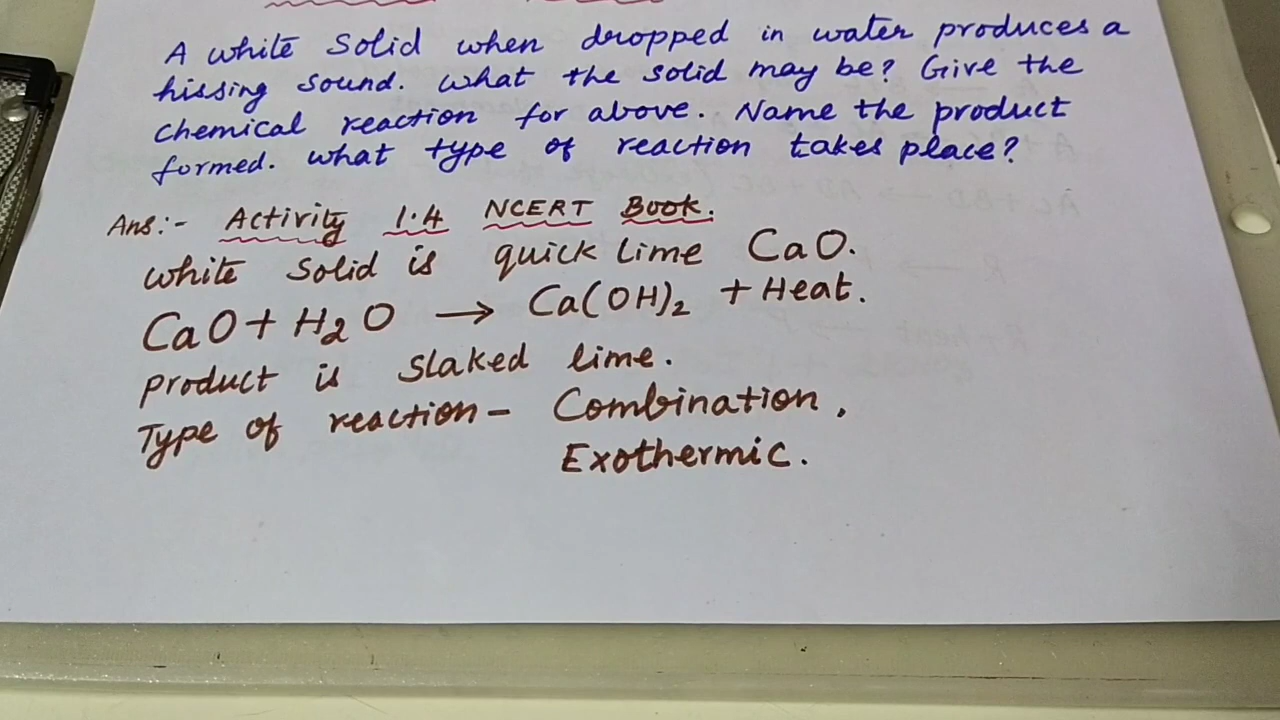 A white Solid when dropped in water produces a
hissing sound. what the solid may be? Give the
chemical reaction for above. Name the product
formed. what type of reaction takes place?
Ans:- Activity 1.4 NCERT Book.
white Solid is quick lime CaO.
CaO + H2O → Ca(OH)2 + Heat.
product is Slaked lime.
Type of reaction – Combination,
Exothermic.